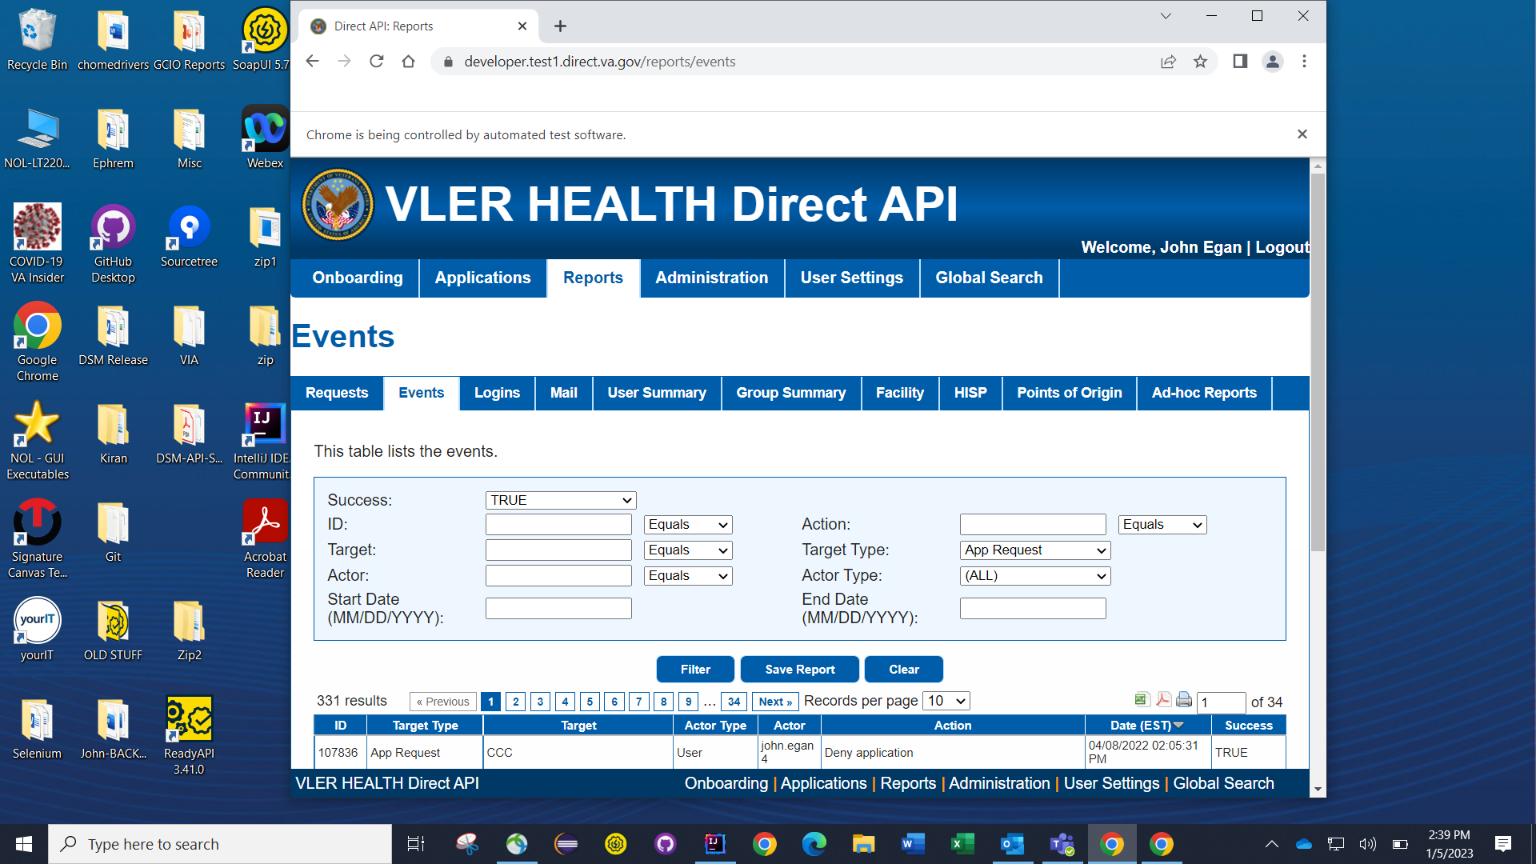 Recycle Bin
chomedrivers
GCIO Reports
SoapUI 5.7
NOL-LT220...
Ephrem
Misc
Webex
COVID-19
VA Insider
GitHub
Desktop
Sourcetree
zip1
Google
Chrome
DSM Release
VIA
zip
NOL - GUI
Executables
Kiran
DSM-API-S...
IJ
IntelliJ IDE
Communit
Signature
Canvas Te...
Git
Acrobat
Reader
yourIT
yourIT
OLD STUFF
Zip2
Selenium
John-BACK...
ReadyAPI
3.41.0
Direct API: Reports
developer.test1.direct.va.gov/reports/events
Chrome is being controlled by automated test software.
VLER HEALTH Direct API
Welcome, John Egan | Logout
Onboarding Applications Reports Administration User Settings Global Search
Events
Requests Events Logins Mail User Summary Group Summary Facility HISP Points of Origin Ad-hoc Reports
This table lists the events.
Success: TRUE
ID: Equals Action: Equals
Target: Equals Target Type: App Request
Actor: Equals Actor Type: (ALL)
Start Date
(MM/DD/YYYY):
End Date
(MM/DD/YYYY):
Filter Save Report Clear
331 results « Previous 1 2 3 4 5 6 7 8 9 ... 34 Next » Records per page 10 1 of 34
ID Target Type Target Actor Type Actor Action Date (EST) Success
107836 App Request CCC User john.egan4 Deny application 04/08/2022 02:05:31 PM TRUE
VLER HEALTH Direct API Onboarding | Applications | Reports | Administration | User Settings | Global Search
Type here to search
2:39 PM
1/5/2023